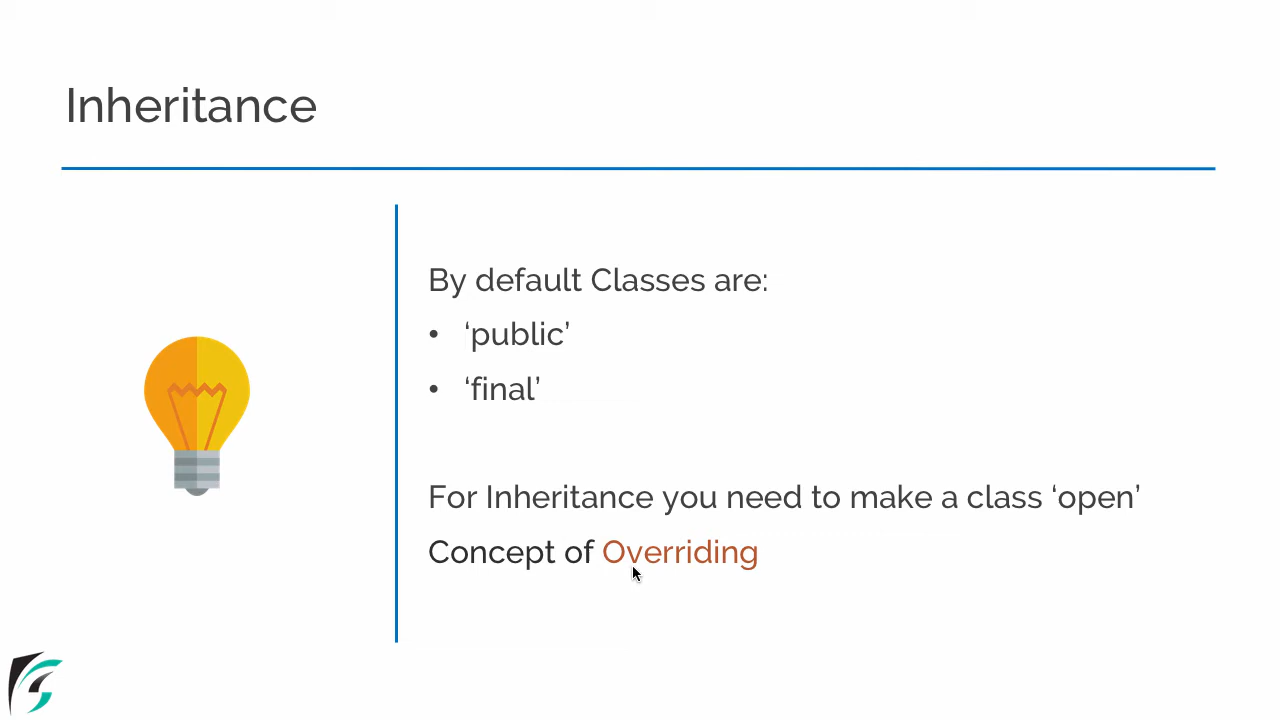 Inheritance
By default Classes are:
• ‘public’
• ‘final’
For Inheritance you need to make a class ‘open’
Concept of Overriding